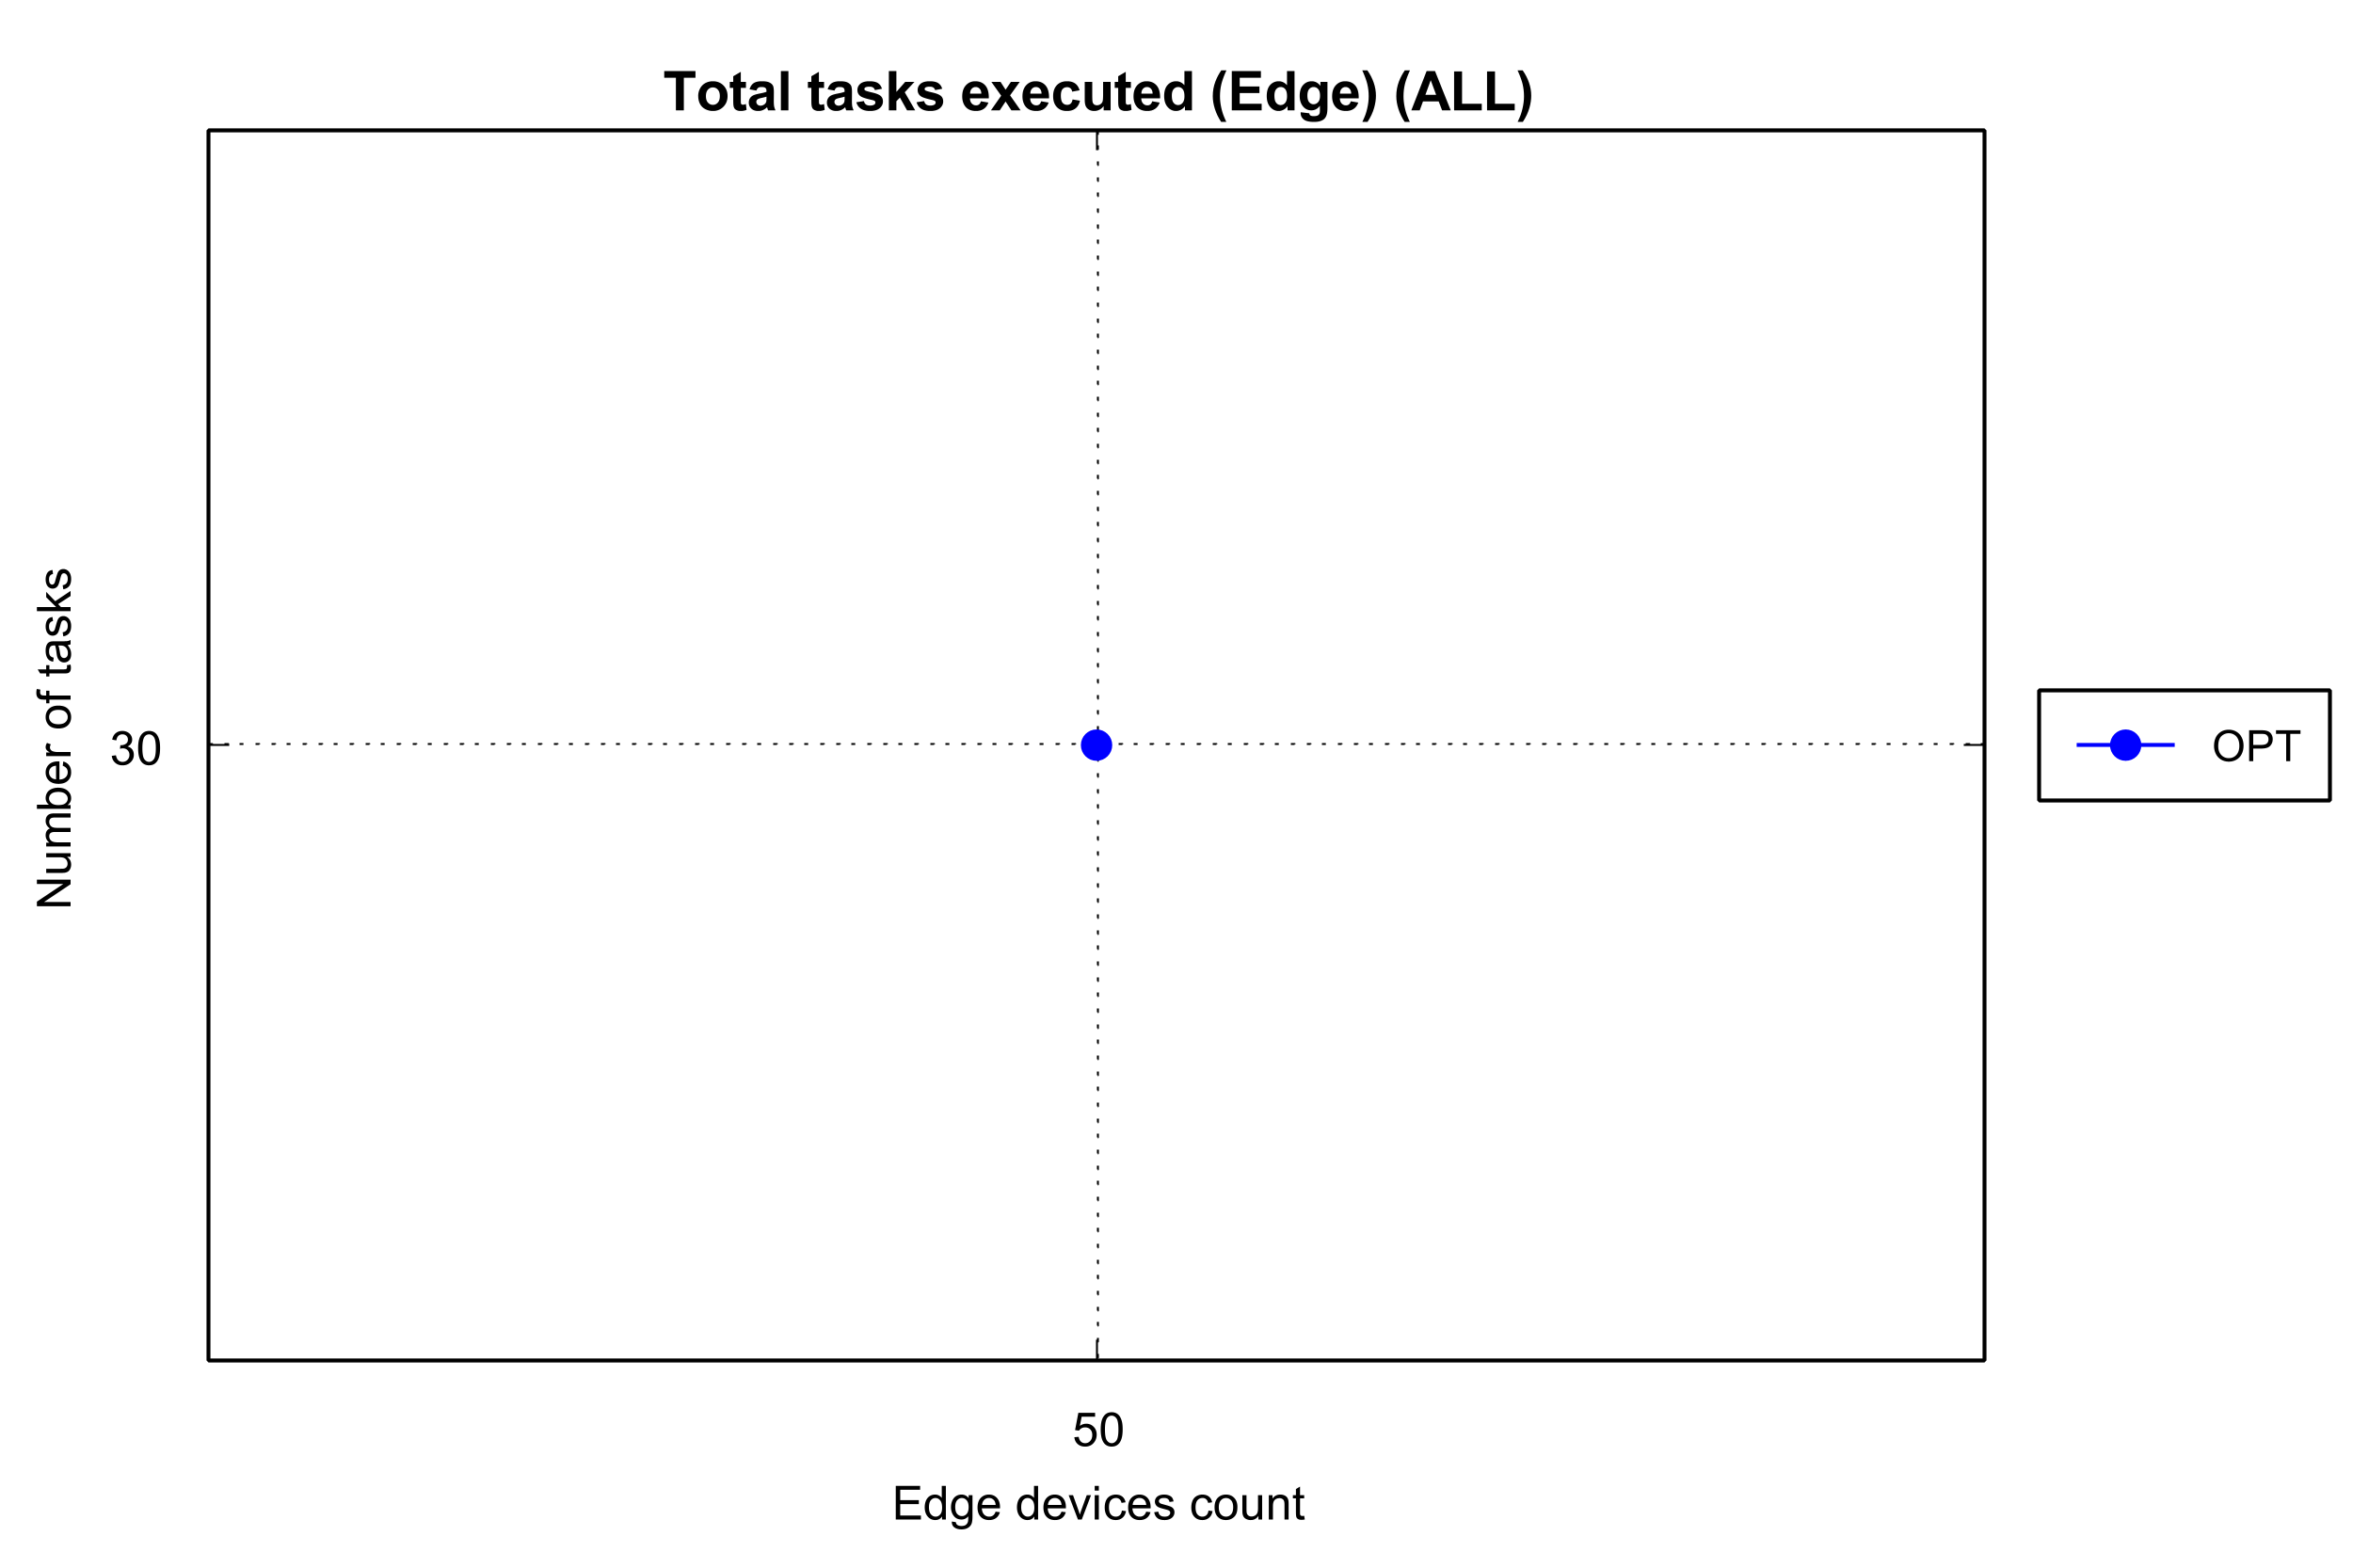 Total tasks executed (Edge) (ALL)
Number of tasks
30
OPT
50
Edge devices count